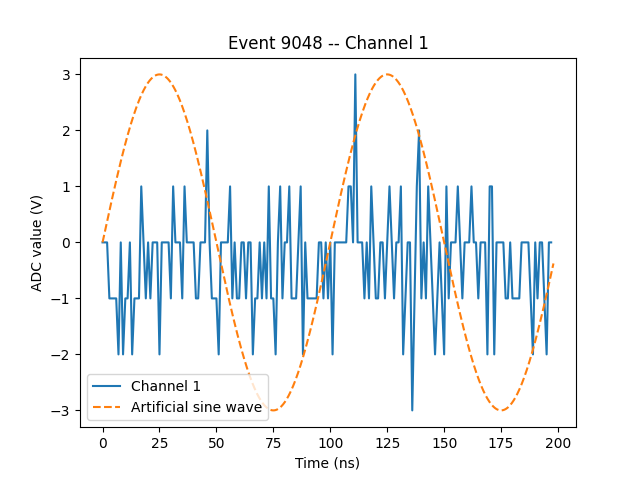 Event 9048 -- Channel 1
ADC value (V)
3
2
1
0
−1
−2
−3
Channel 1
Artificial sine wave
0 25 50 75 100 125 150 175 200
Time (ns)